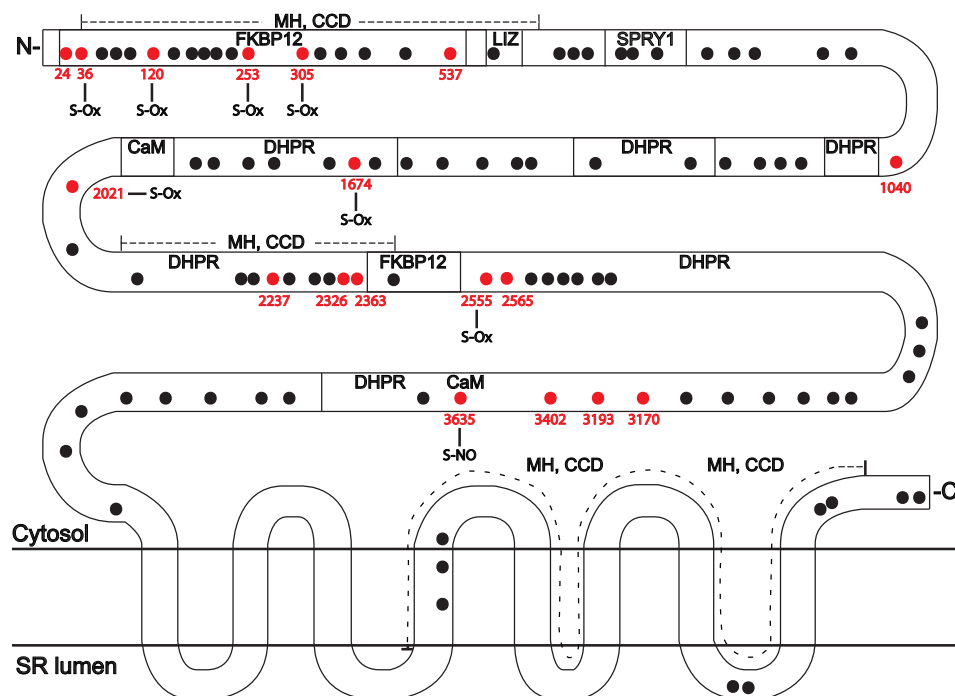 MH, CCD
N- FKBP12 LIZ SPRY1
24 36 120 253 305 537
S-Ox S-Ox S-Ox S-Ox
CaM DHPR DHPR DHPR
2021 S-Ox 1674 1040
S-Ox
MH, CCD
DHPR FKBP12 DHPR
2237 2326 2363 2555 2565
S-Ox
DHPR CaM
3635 3402 3193 3170
S-NO
MH, CCD MH, CCD
-C
Cytosol
SR lumen